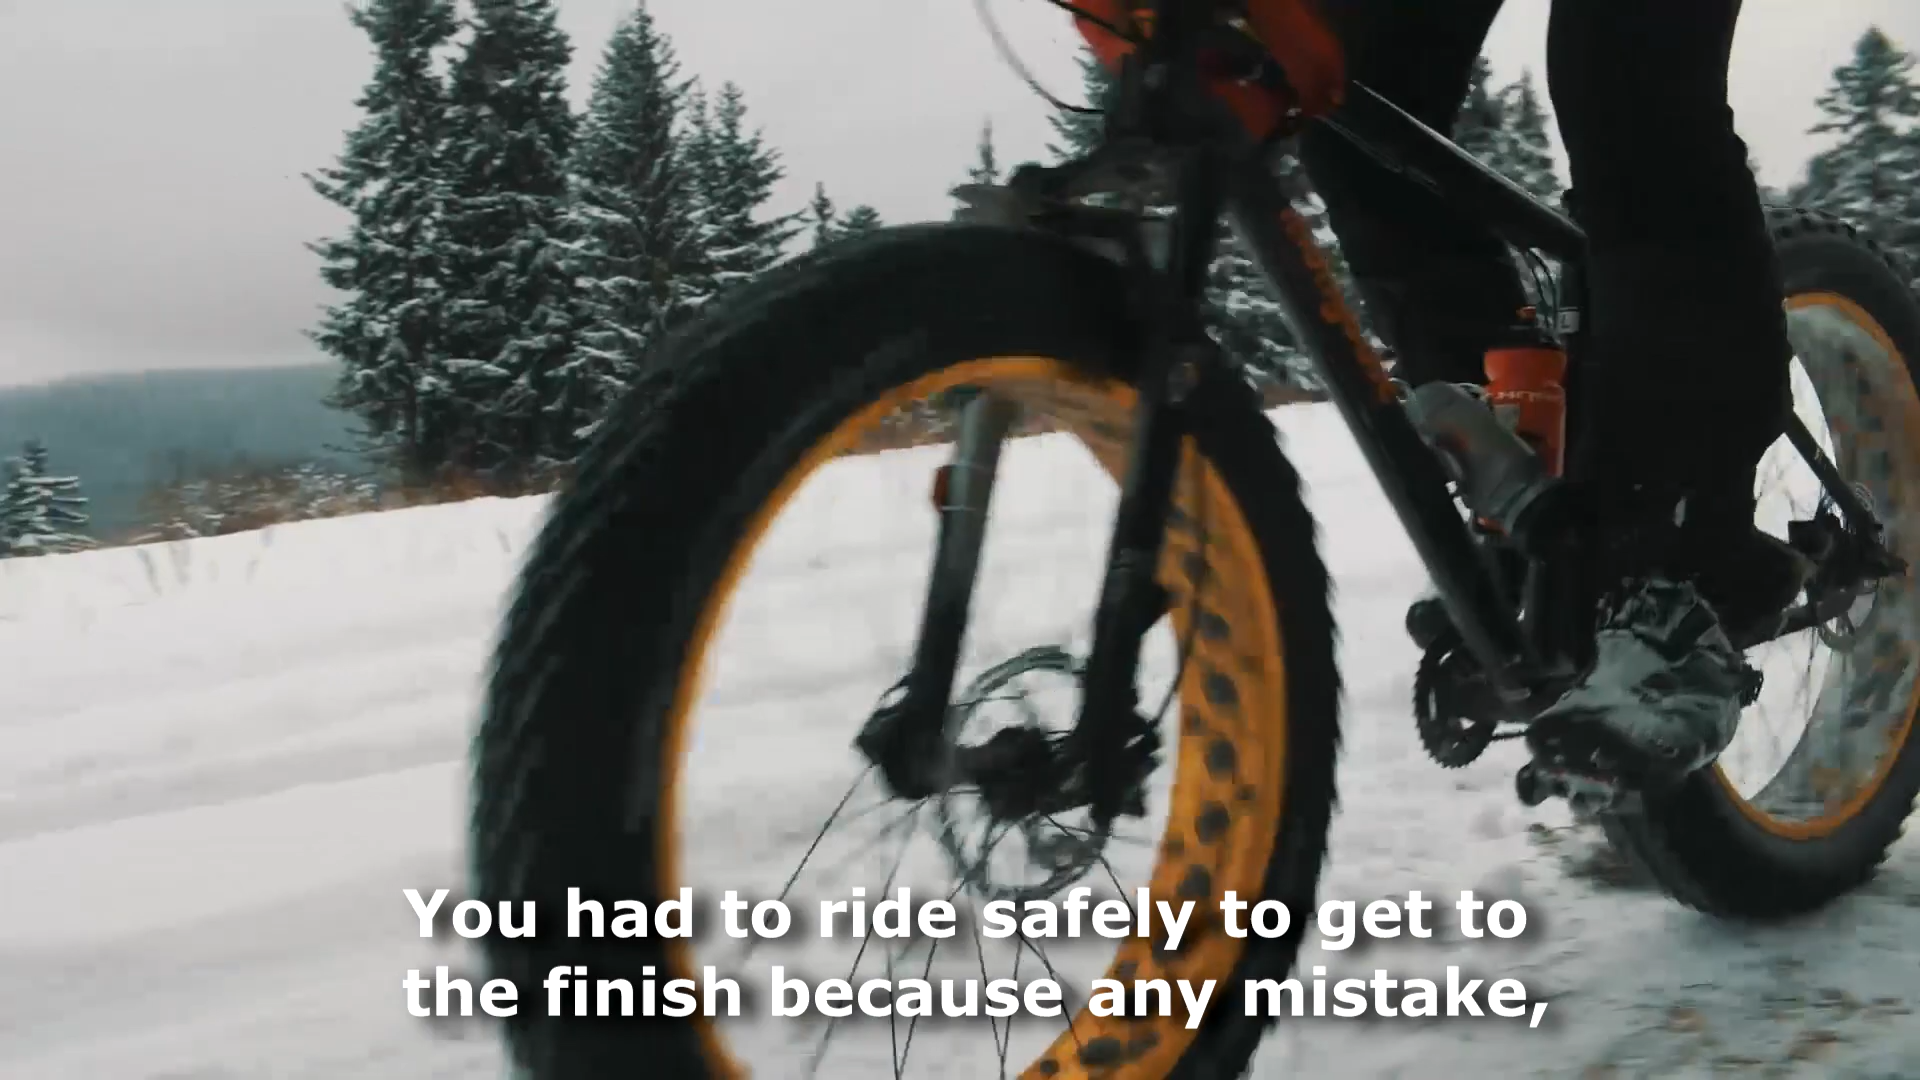 You had to ride safely to get to
the finish because any mistake,